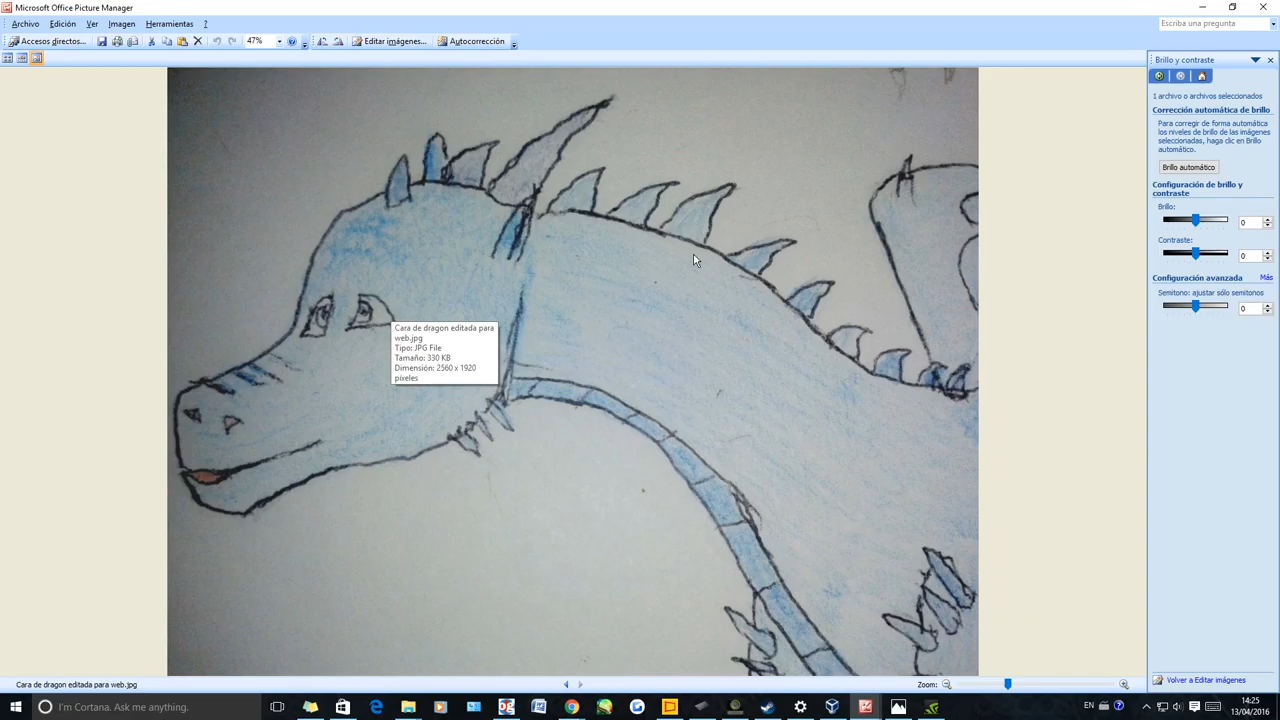 Microsoft Office Picture Manager
Archivo Edición Ver Imagen Herramientas ?
Escriba una pregunta
Accesos directos... 47% Editar imágenes... Autocorrección
Brillo y contraste
1 archivo o archivos seleccionados
Corrección automática de brillo
Para corregir de forma automática
los niveles de brillo de las imágenes
seleccionadas, haga clic en Brillo
automático.
Brillo automático
Configuración de brillo y
contraste
Brillo:
0
Contraste:
0
Configuración avanzada Más
Semitono: ajustar sólo semitonos
0
Cara de dragon editada para
web.jpg
Tipo: JPG File
Tamaño: 330 KB
Dimensión: 2560 x 1920
píxeles
Volver a Editar imágenes
Cara de dragon editada para web.jpg
Zoom:
I'm Cortana. Ask me anything.
EN
14:25
13/04/2016